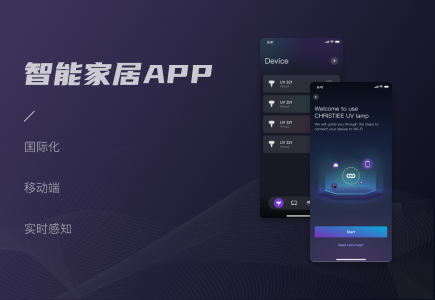 智能家居APP
国际化
移动端
实时感知
Device
UV 221
UV 221
UV 221
UV 221
Welcome to use
CHRISTIEE UV lamp
We will guide you through the steps to
connect your device to Wi-Fi
Start